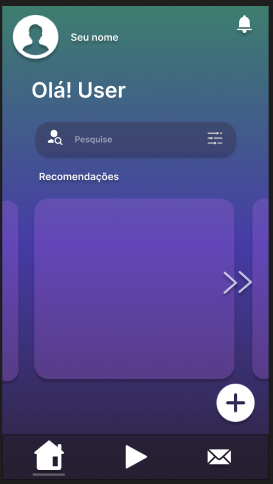 Seu nome
Olá! User
Pesquise
Recomendações